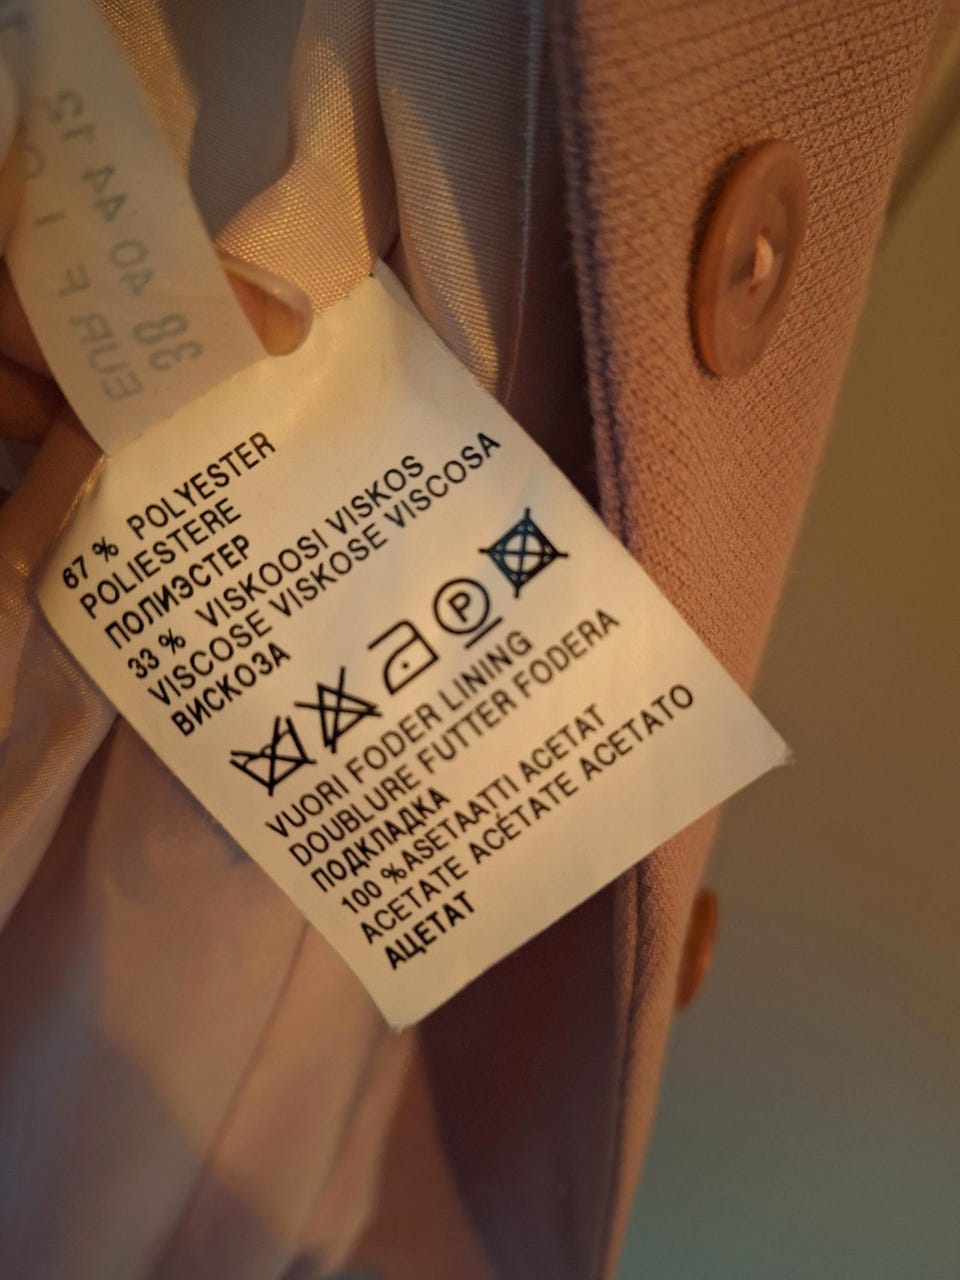 67 % POLYESTER
POLIESTERE
ПОЛИЭСТЕР
33 % VISKOOSI VISKOS
VISCOSE VISKOSE VISCOSA
ВИСКОЗА
P
VUORI FODER LINING
DOUBLURE FUTTER FODERA
ПОДКЛАДКА
100 % ASETAATTI ACETAT
ACETATE ACÉTATE ACETATO
АЦЕТАТ
EUR F I
38 40 44 12